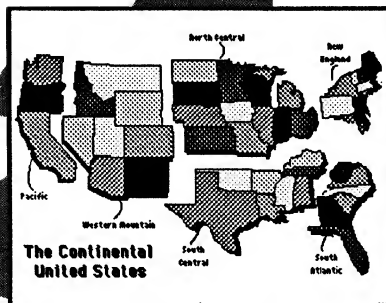 North Central
New
England
Pacific
Western Mountain
South
Central
South
Atlantic
The Continental
United States